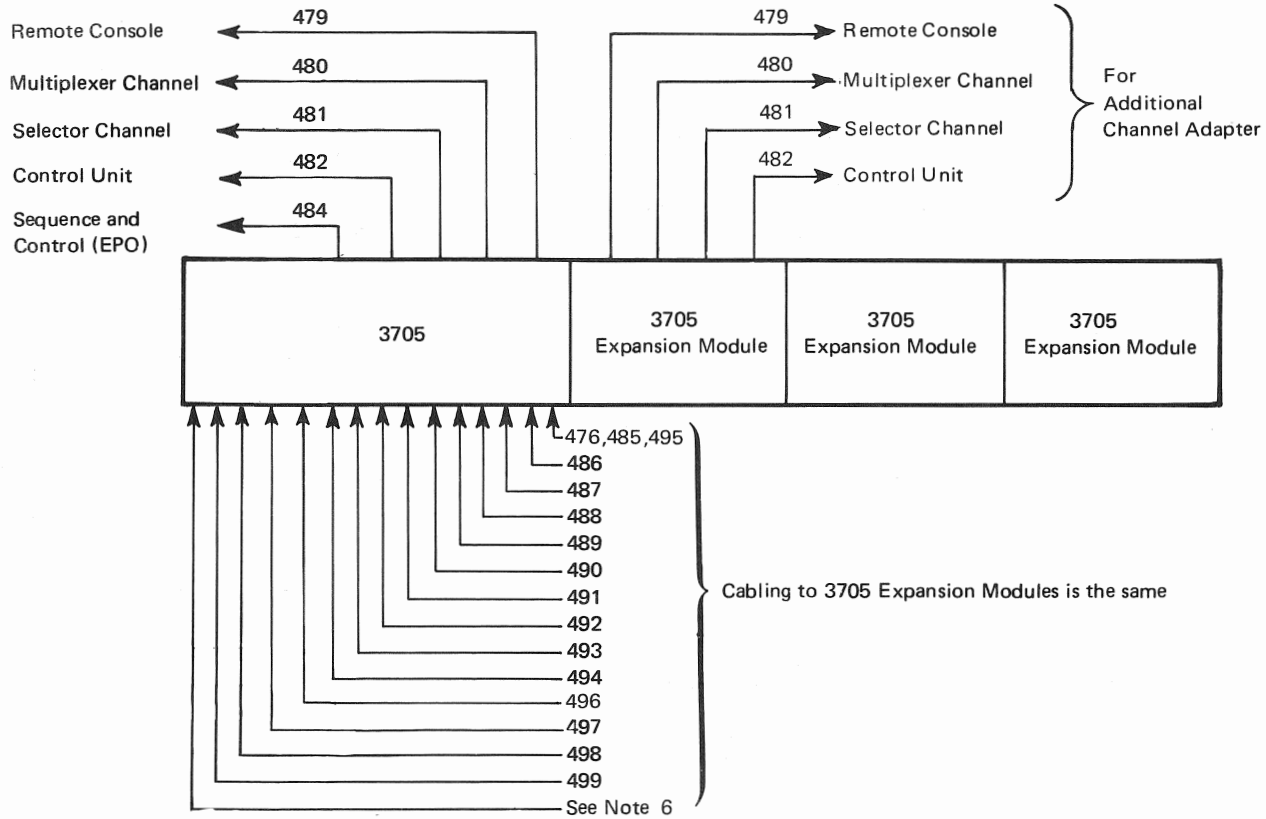 479
Remote Console
480
Multiplexer Channel
481
Selector Channel
482
Control Unit
484
Sequence and
Control (EPO)
479
Remote Console
480
Multiplexer Channel
481
Selector Channel
482
Control Unit
For
Additional
Channel Adapter
3705
3705
Expansion Module
3705
Expansion Module
3705
Expansion Module
476,485,495
486
487
488
489
490
491
492
493
494
496
497
498
499
See Note 6
Cabling to 3705 Expansion Modules is the same